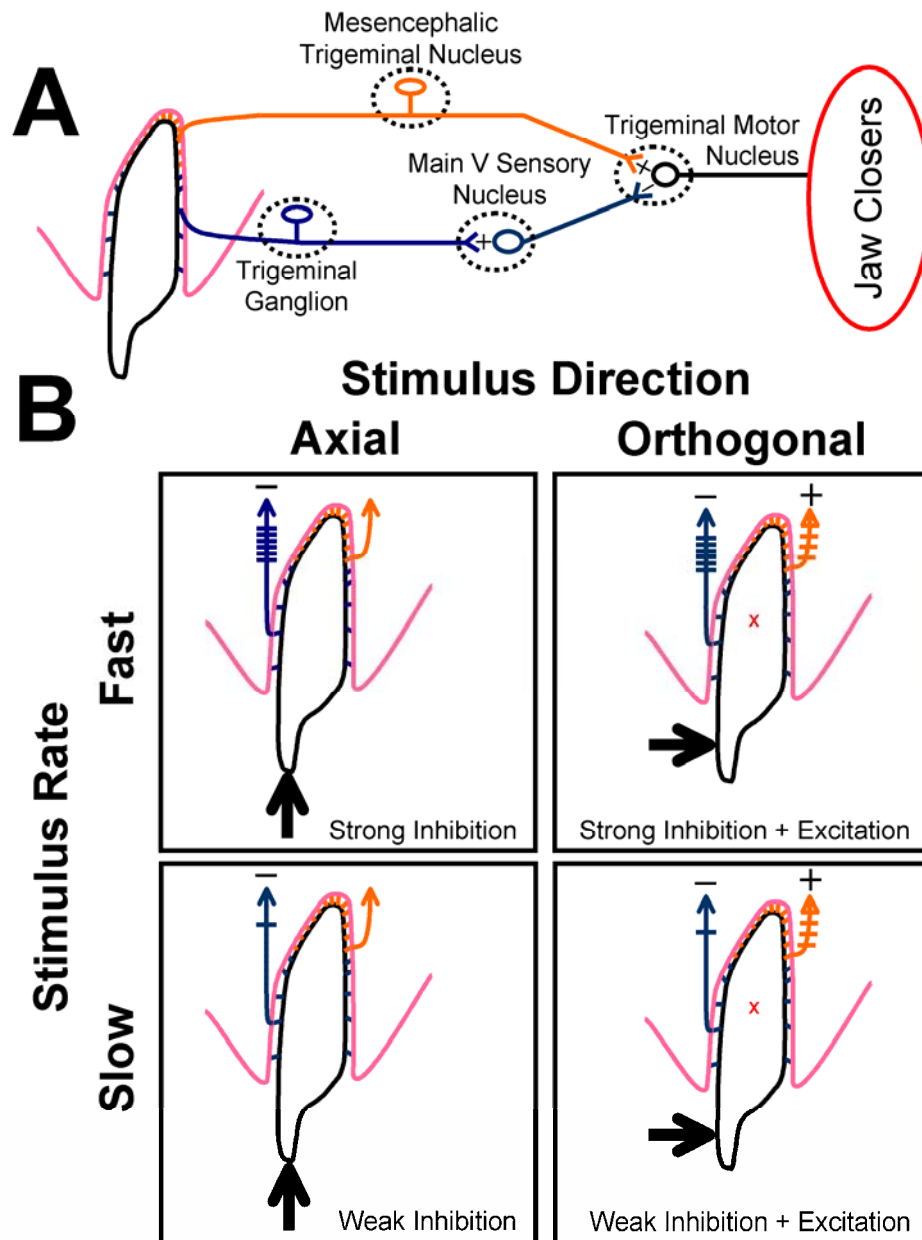 A
Mesencephalic
Trigeminal Nucleus
Trigeminal Motor
Nucleus
Main V Sensory
Nucleus
+
−
+
Trigeminal
Ganglion
Jaw Closers
B
Stimulus Direction
Axial
Orthogonal
Stimulus Rate
Fast
−
− +
x
Strong Inhibition
Strong Inhibition + Excitation
Slow
−
− +
x
Weak Inhibition
Weak Inhibition + Excitation